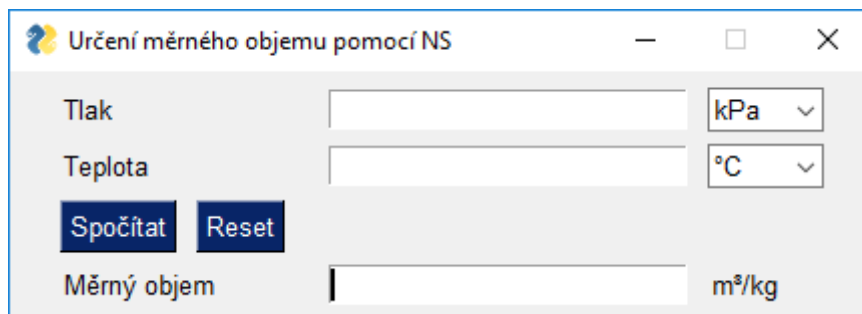 Určení měrného objemu pomocí NS
Tlak kPa
Teplota °C
Spočítat Reset
Měrný objem m³/kg